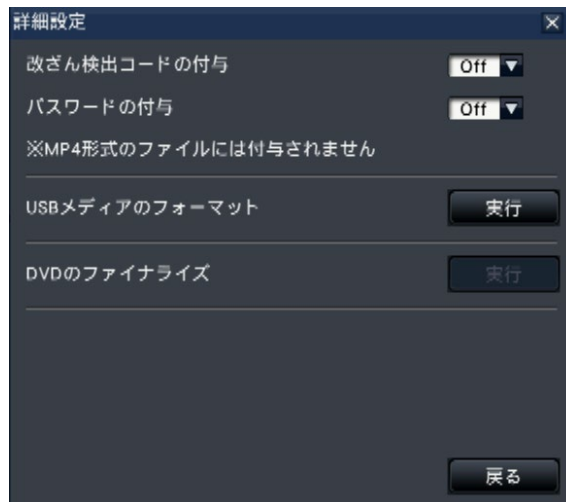 詳細設定
改ざん検出コードの付与 Off
パスワードの付与 Off
※MP4形式のファイルには付与されません
USBメディアのフォーマット 実行
DVDのファイナライズ 実行
戻る